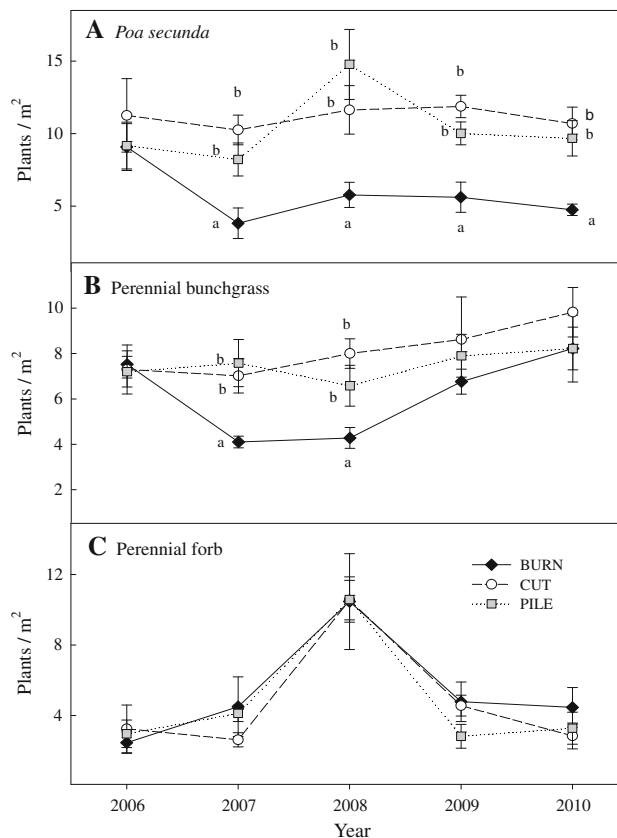 A Poa secunda
Plants / m²
15
10
5
b
b
b
b
b
b
b
b
a
a
a
a
B Perennial bunchgrass
Plants / m²
10
8
6
4
2
b
b
b
b
a
a
C Perennial forb
Plants / m²
12
8
4
BURN
CUT
PILE
2006 2007 2008 2009 2010
Year